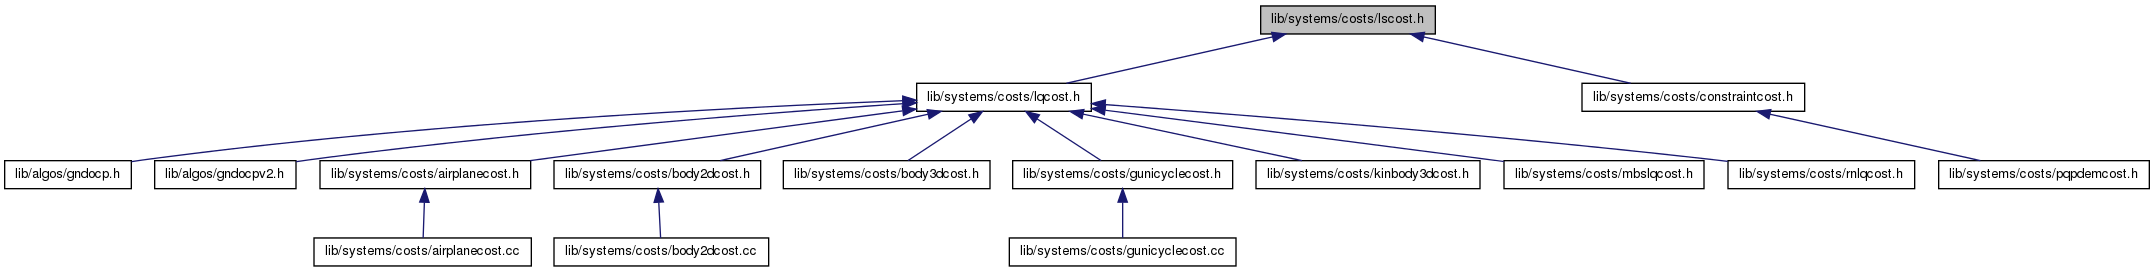 lib/systems/costs/lscost.h
lib/systems/costs/lqcost.h
lib/systems/costs/constraintcost.h
lib/algos/gndocp.h
lib/algos/gndocpv2.h
lib/systems/costs/airplanecost.h
lib/systems/costs/body2dcost.h
lib/systems/costs/body3dcost.h
lib/systems/costs/gunicyclecost.h
lib/systems/costs/kinbody3dcost.h
lib/systems/costs/mbslqcost.h
lib/systems/costs/rnlqcost.h
lib/systems/costs/pqpdemcost.h
lib/systems/costs/airplanecost.cc
lib/systems/costs/body2dcost.cc
lib/systems/costs/gunicyclecost.cc